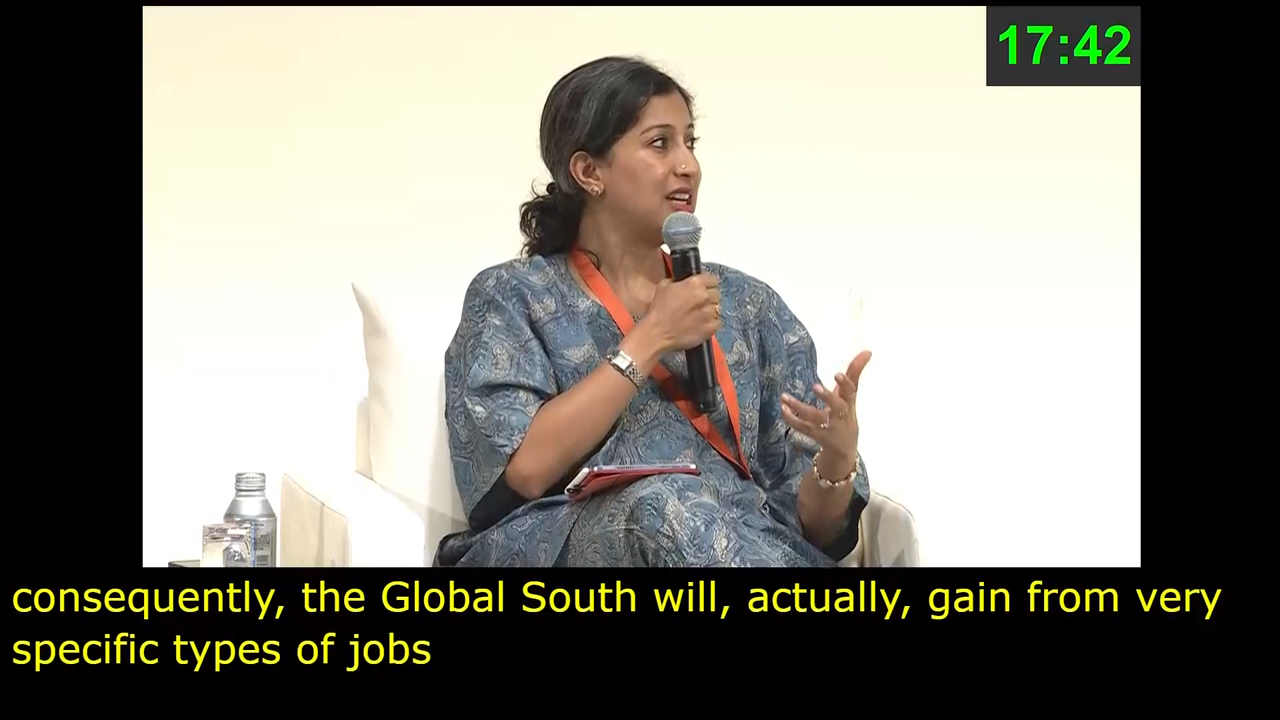 17:42
consequently, the Global South will, actually, gain from very
specific types of jobs